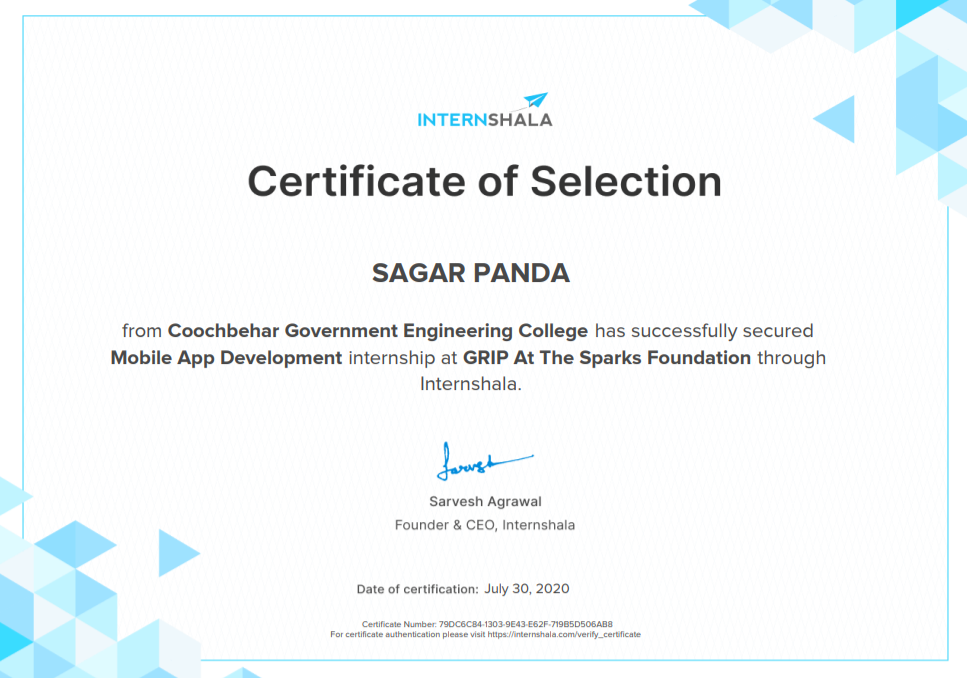 INTERNSHALA
Certificate of Selection
SAGAR PANDA
from Coochbehar Government Engineering College has successfully secured
Mobile App Development internship at GRIP At The Sparks Foundation through
Internshala.
Sarvesh
Sarvesh Agrawal
Founder & CEO, Internshala
Date of certification: July 30, 2020
Certificate Number: 79DC6C84-1303-9E43-E62F-719B5D506AB8
For certificate authentication please visit https://internshala.com/verify_certificate